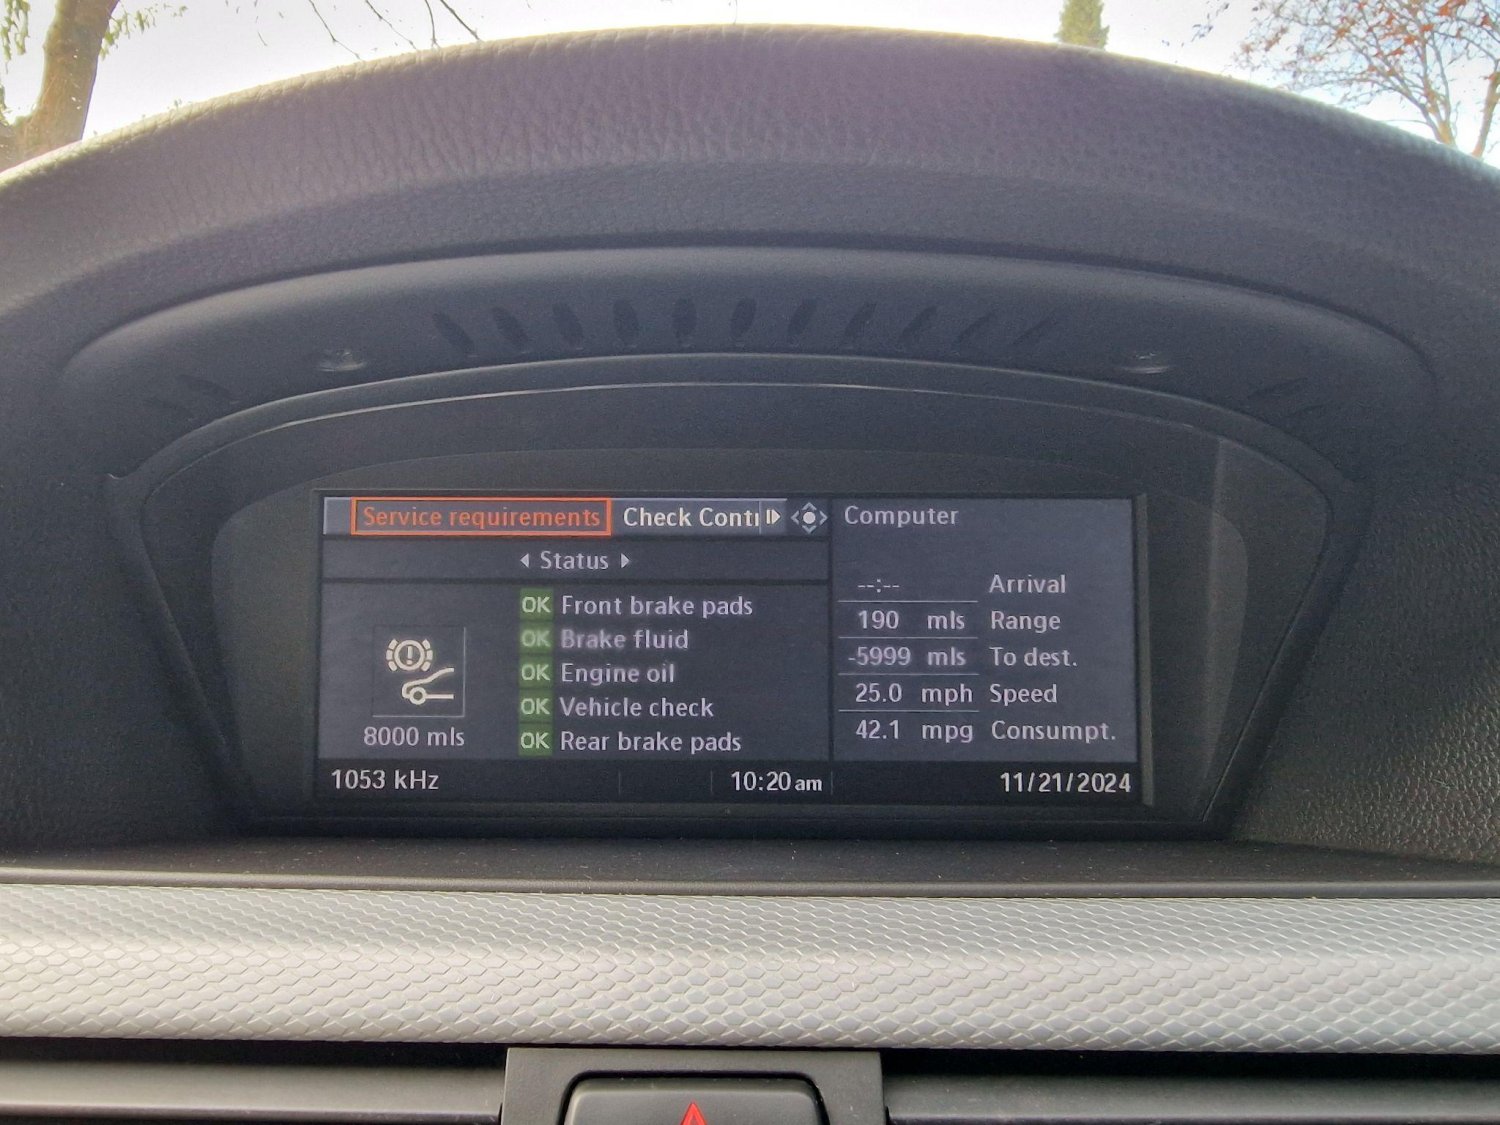 Service requirements Check Conti
Status
OK Front brake pads
OK Brake fluid
OK Engine oil
OK Vehicle check
OK Rear brake pads
8000 mls
Computer
--:-- Arrival
190 mls Range
-5999 mls To dest.
25.0 mph Speed
42.1 mpg Consumpt.
1053 kHz 10:20 am 11/21/2024